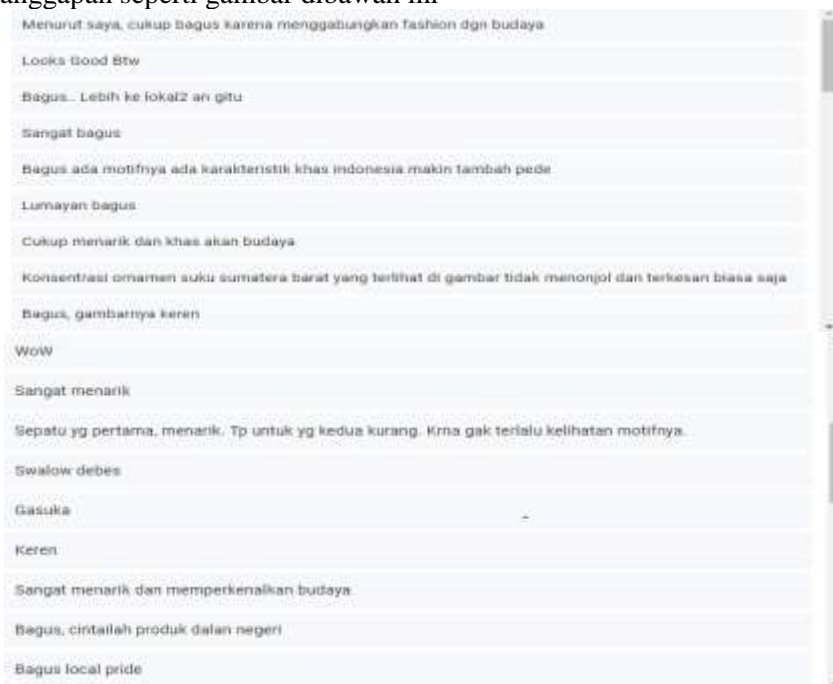 anggapan seperti gambar dibawah ini
Menurut saya, cukup bagus karena menggabungkan fashion dgn budaya
Looks Good Btw
Bagus.. Lebih ke lokal2 an gitu
Sangat bagus
Bagus ada motifnya ada karakteristik khas indonesia makin tambah pede
Lumayan bagus
Cukup menarik dan khas akan budaya
Konsentrasi ornamen suku sumatera barat yang terlihat di gambar tidak menonjol dan terkesan biasa saja
Bagus, gambarnya keren
WoW
Sangat menarik
Sepatu yg pertama, menarik. Tp untuk yg kedua kurang. Krna gak terlalu kelihatan motifnya.
Swalow debes
Gasuka
Keren
Sangat menarik dan memperkenalkan budaya
Bagus, cintailah produk dalan negeri
Bagus local pride